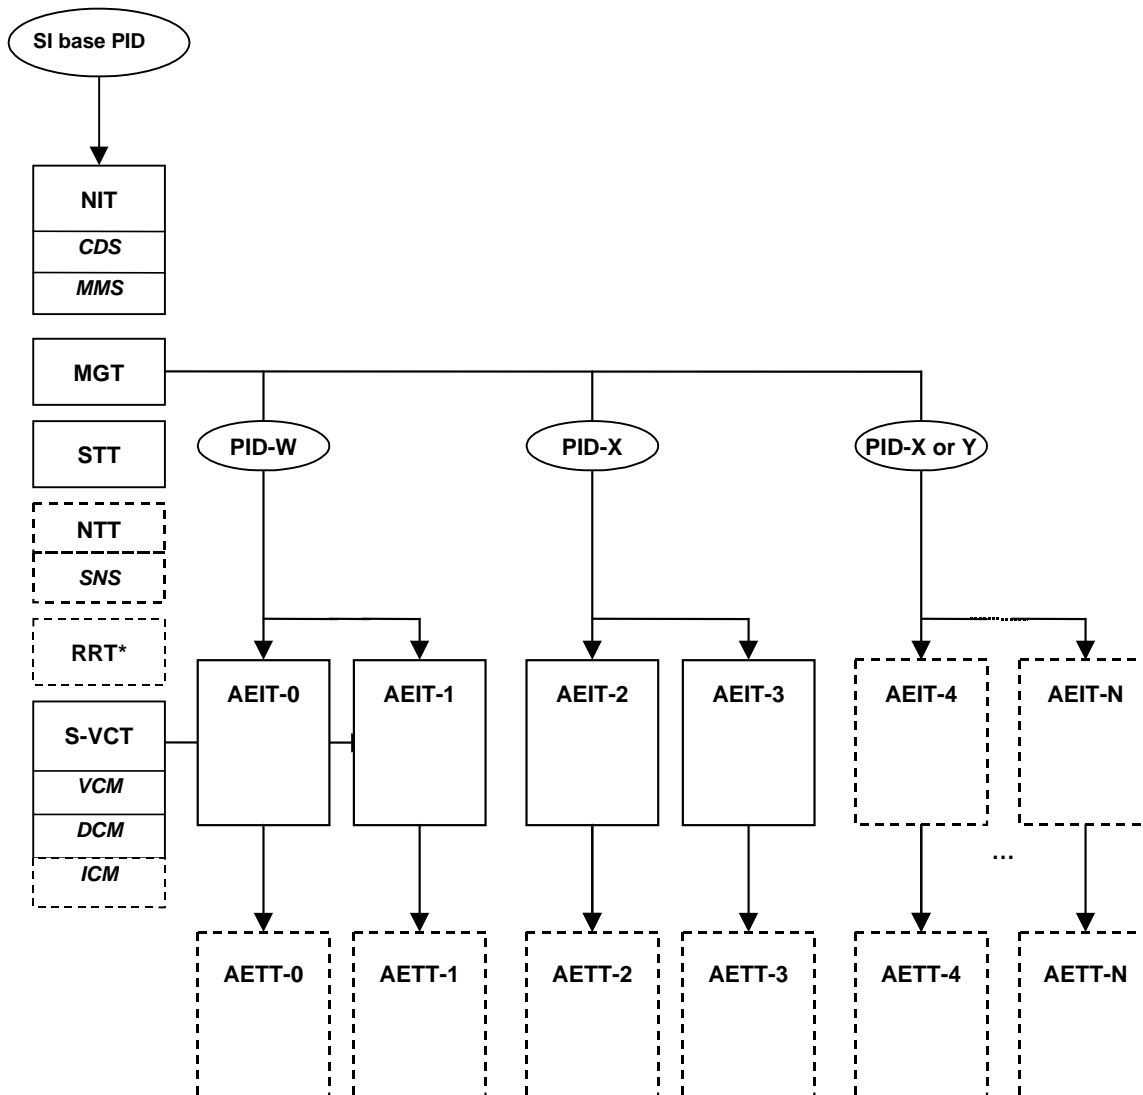 SI base PID
NIT
CDS
MMS
MGT
STT
PID-W
PID-X
PID-X or Y
NTT
SNS
RRT*
AEIT-0
AEIT-1
AEIT-2
AEIT-3
AEIT-4
AEIT-N
S-VCT
VCM
DCM
ICM
...
AETT-0
AETT-1
AETT-2
AETT-3
AETT-4
AETT-N